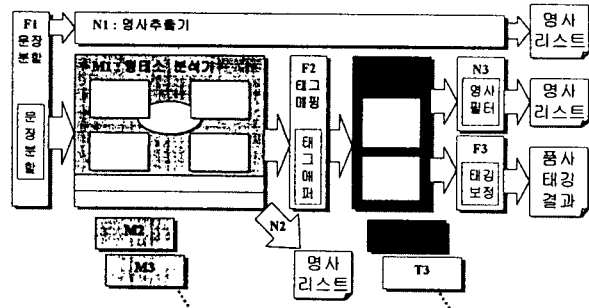 F1
문장
분할
문장분할
N1 : 명사추출기
명사
리스트
M1 : 형태소 분석기
F2
태그
매핑
태그매퍼
N3
명사
필터
명사
리스트
F3
태깅
보정
품사
태깅
결과
M2
M3
N2
명사
리스트
T3